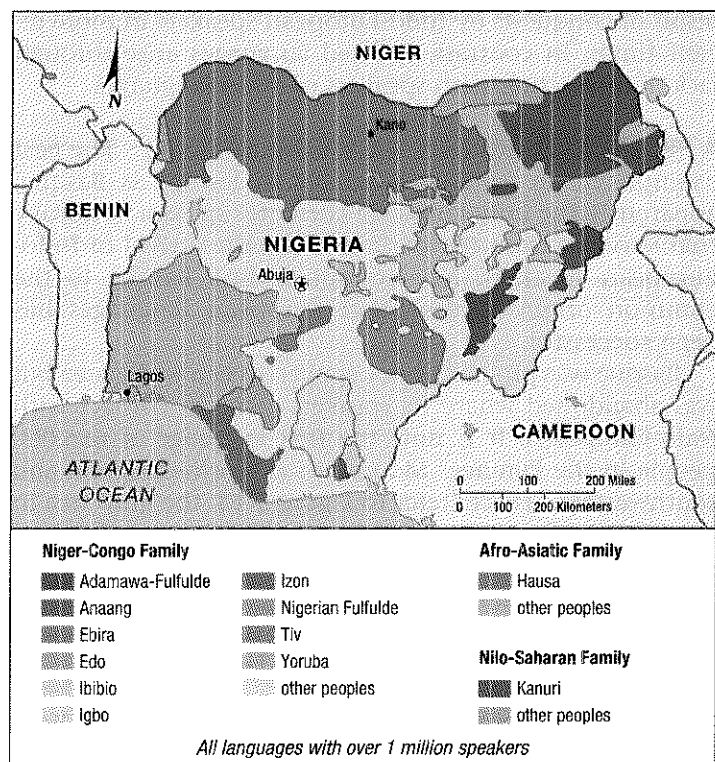 NIGER
N
Kano
BENIN
NIGERIA
Abuja
Lagos
CAMEROON
ATLANTIC
OCEAN
0 100 200 Miles
0 100 200 Kilometers
Niger-Congo Family
Adamawa-Fulfulde
Anaang
Ebira
Edo
Ibibio
Igbo
Izon
Nigerian Fulfulde
Tiv
Yoruba
other peoples
Afro-Asiatic Family
Hausa
other peoples
Nilo-Saharan Family
Kanuri
other peoples
All languages with over 1 million speakers